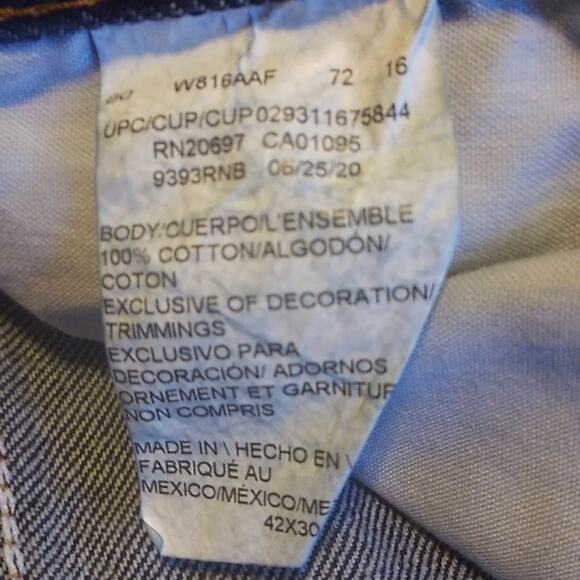 W816AAF 72 16
UPC/CUP/CUP 029311675844
RN20697 CA01095
9393RNB 06/25/20
BODY/CUERPO/L'ENSEMBLE
100% COTTON/ALGODÓN/
COTON
EXCLUSIVE OF DECORATION/
TRIMMINGS
EXCLUSIVO PARA
DECORACIÓN/ ADORNOS
ORNEMENT ET GARNITUR
NON COMPRIS
MADE IN \ HECHO EN \
FABRIQUÉ AU
MEXICO/MÉXICO/ME
42X30